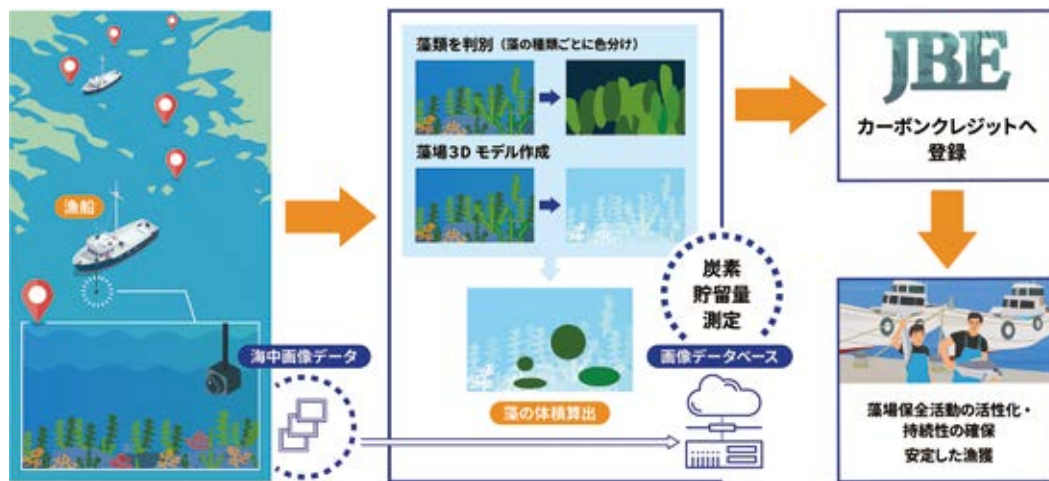 漁船
海中画像データ
藻類を判別（藻の種類ごとに色分け）
藻場3Dモデル作成
藻の体積算出
炭素
貯留量
測定
画像データベース
JBE
カーボンクレジットへ
登録
藻場保全活動の活性化・
持続性の確保
安定した漁獲